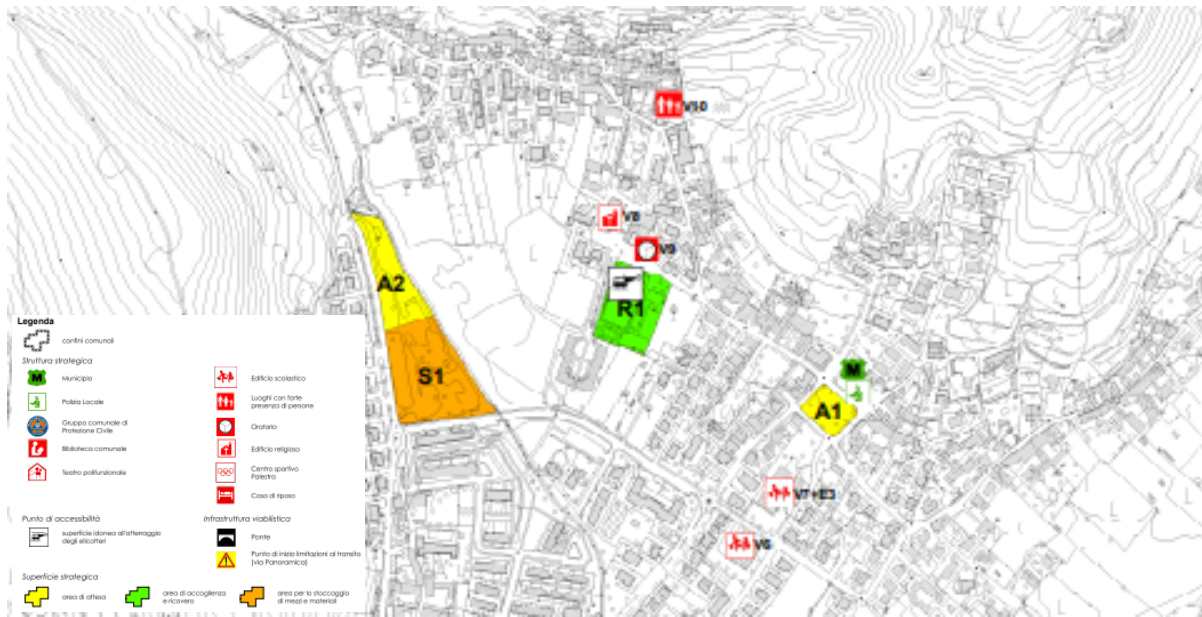 V10
V8
V9
A2
R1
S1
M
A1
V7+E3
V6
Legenda
confini comunali
Struttura strategica
M
Municipio
Polizia Locale
Gruppo comunale di
Protezione Civile
Biblioteca comunale
Teatro polifunzionale
Edificio scolastico
Luoghi con forte
presenza di persone
Oratorio
Edificio religioso
Centro sportivo
Palestra
Casa di riposo
Punto di accessibilità
superficie idonea all'atterraggio
degli elicotteri
Infrastruttura viabilistica
Ponte
Punto di inizio limitazioni al transito
(via Panoramica)
Superficie strategica
area di attesa
area di accoglienza
e ricovero
area per lo stoccaggio
di mezzi e materiali